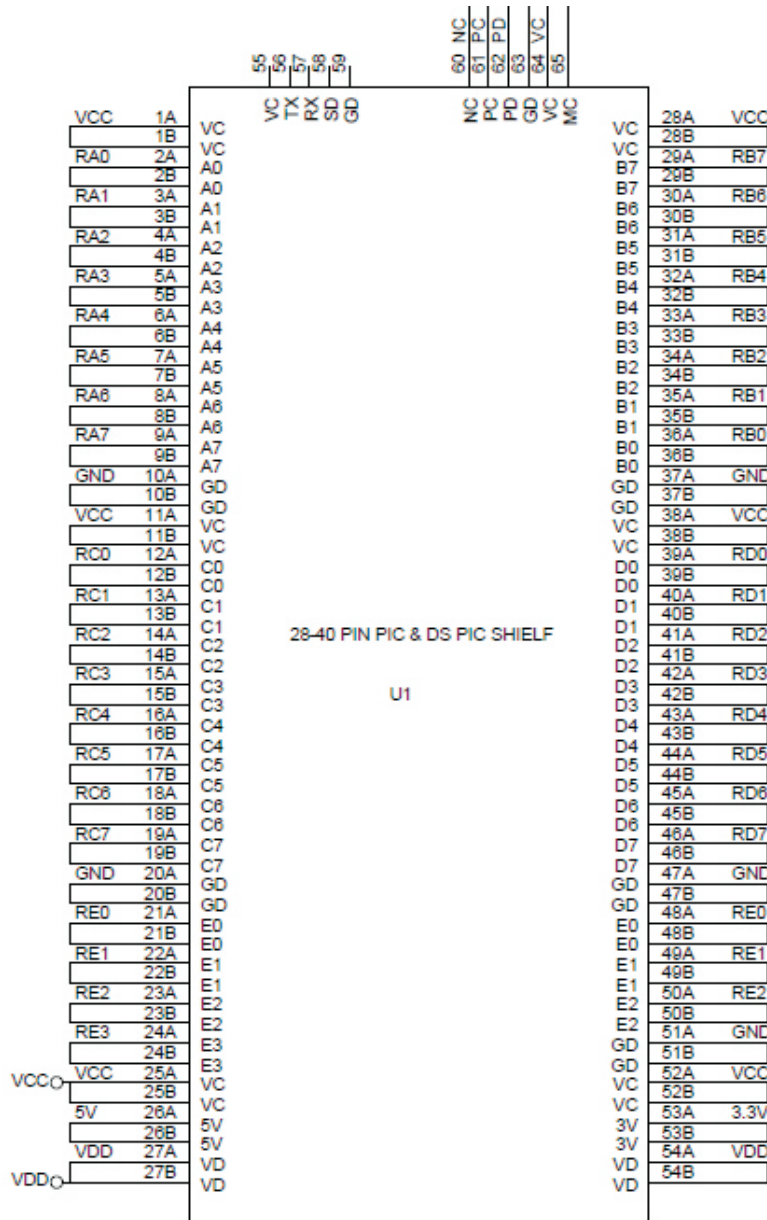 60 NC
61 PC
62 PD
63
64 VC
65
55
56
57
58
59
VC
TX
RX
SD
GD
NC
PC
PD
GD
VC
MC
VCC 1A VC 28A VCC
1B VC 28B
RA0 2A A0 B7 29A RB7
2B A0 B7 29B
RA1 3A A1 B6 30A RB6
3B A1 B6 30B
RA2 4A A2 B5 31A RB5
4B A2 B5 31B
RA3 5A A3 B4 32A RB4
5B A3 B4 32B
RA4 6A A4 B3 33A RB3
6B A4 B3 33B
RA5 7A A5 B2 34A RB2
7B A5 B2 34B
RA6 8A A6 B1 35A RB1
8B A6 B1 35B
RA7 9A A7 B0 36A RB0
9B A7 B0 36B
GND 10A GD GD 37A GND
10B GD GD 37B
VCC 11A VC VC 38A VCC
11B VC VC 38B
RC0 12A C0 D0 39A RD0
12B C0 D0 39B
RC1 13A C1 D1 40A RD1
13B C1 D1 40B
28-40 PIN PIC & DS PIC SHIELF
RC2 14A C2 D2 41A RD2
14B C2 D2 41B
RC3 15A C3 D3 42A RD3
U1
15B C3 D3 42B
RC4 16A C4 D4 43A RD4
16B C4 D4 43B
RC5 17A C5 D5 44A RD5
17B C5 D5 44B
RC6 18A C6 D6 45A RD6
18B C6 D6 45B
RC7 19A C7 D7 46A RD7
19B C7 D7 46B
GND 20A GD GD 47A GND
20B GD GD 47B
RE0 21A E0 E0 48A RE0
21B E0 E0 48B
RE1 22A E1 E1 49A RE1
22B E1 E1 49B
RE2 23A E2 E2 50A RE2
23B E2 E2 50B
RE3 24A E3 GD 51A GND
24B E3 GD 51B
VCC VCC 25A VC VC 52A VCC
25B VC VC 52B
5V 26A 5V 3V 53A 3.3V
26B 5V 3V 53B
VDD 27A VD VD 54A VDD
VDD 27B VD VD 54B